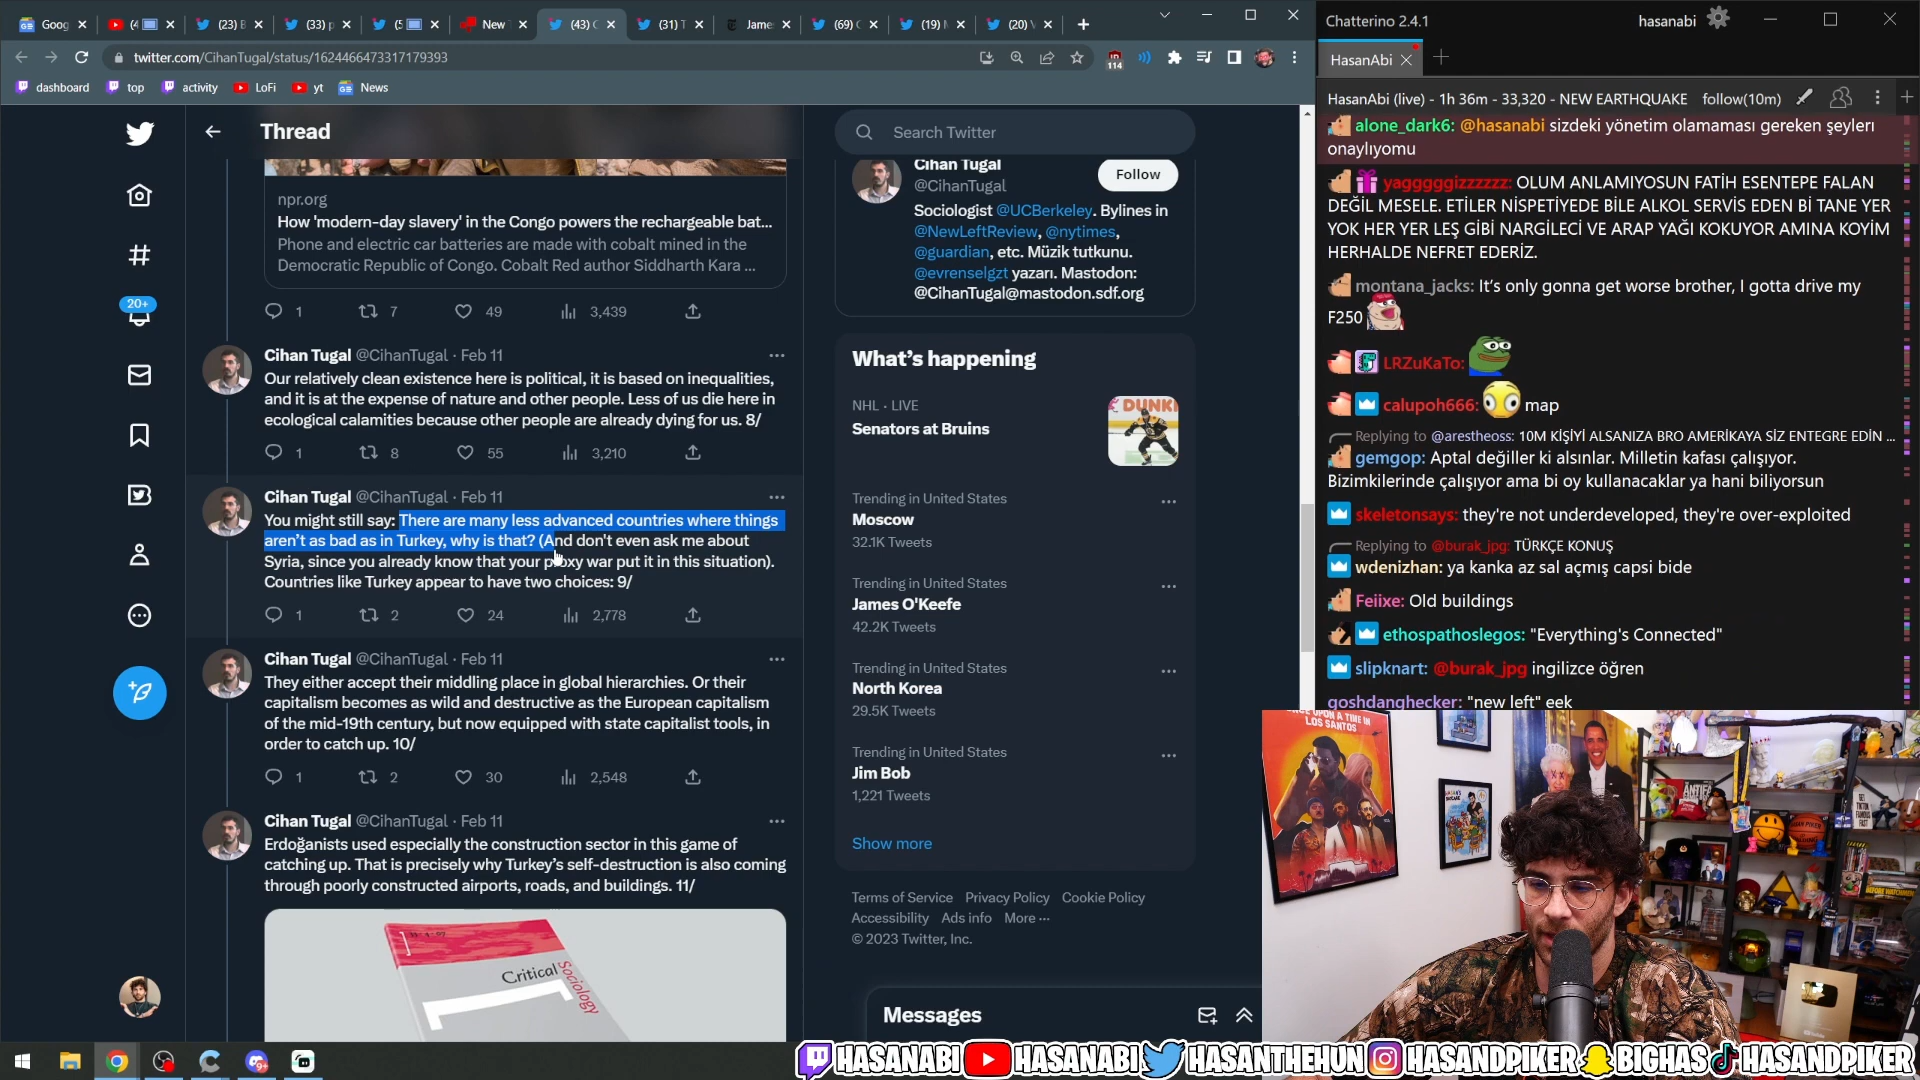 Goog
(23) B
(33) p
New T
(43) C
(31) T
James
(69) C
(19) M
(20) V
twitter.com/CihanTugal/status/1624466473317179393
114
dashboard
top
activity
LoFi
yt
News
20+
Thread
npr.org
How 'modern-day slavery' in the Congo powers the rechargeable bat...
Phone and electric car batteries are made with cobalt mined in the
Democratic Republic of Congo. Cobalt Red author Siddharth Kara ...
1 7 49 3,439
Cihan Tugal @CihanTugal · Feb 11
Our relatively clean existence here is political, it is based on inequalities,
and it is at the expense of nature and other people. Less of us die here in
ecological calamities because other people are already dying for us. 8/
1 8 55 3,210
Cihan Tugal @CihanTugal · Feb 11
You might still say: There are many less advanced countries where things
aren't as bad as in Turkey, why is that? (And don't even ask me about
Syria, since you already know that your proxy war put it in this situation).
Countries like Turkey appear to have two choices: 9/
1 2 24 2,778
Cihan Tugal @CihanTugal · Feb 11
They either accept their middling place in global hierarchies. Or their
capitalism becomes as wild and destructive as the European capitalism
of the mid-19th century, but now equipped with state capitalist tools, in
order to catch up. 10/
1 2 30 2,548
Cihan Tugal @CihanTugal · Feb 11
Erdoğanists used especially the construction sector in this game of
catching up. That is precisely why Turkey's self-destruction is also coming
through poorly constructed airports, roads, and buildings. 11/
Critical
Sociology
Search Twitter
Cihan Tugal
@CihanTugal
Follow
Sociologist @UCBerkeley. Bylines in
@NewLeftReview, @nytimes,
@guardian, etc. Müzik tutkunu.
@evrenselgzt yazarı. Mastodon:
@CihanTugal@mastodon.sdf.org
What's happening
NHL · LIVE
Senators at Bruins
DUNKI
Trending in United States
Moscow
32.1K Tweets
Trending in United States
James O'Keefe
42.2K Tweets
Trending in United States
North Korea
29.5K Tweets
Trending in United States
Jim Bob
1,221 Tweets
Show more
Terms of Service Privacy Policy Cookie Policy
Accessibility Ads info More ···
© 2023 Twitter, Inc.
Messages
Chatterino 2.4.1
hasanabi
HasanAbi
HasanAbi (live) - 1h 36m - 33,320 - NEW EARTHQUAKE follow(10m)
alone_dark6: @hasanabi sizdeki yönetim olamaması gereken şeylerı
onaylıyomu
yagggggizzzzzz: OLUM ANLAMIYOSUN FATİH ESENTEPE FALAN
DEĞİL MESELE. ETİLER NİSPETİYEDE BİLE ALKOL SERVİS EDEN Bİ TANE YER
YOK HER YER LEŞ GİBİ NARGİLECİ VE ARAP YAĞI KOKUYOR AMINA KOYİM
HERHALDE NEFRET EDERİZ.
montana_jacks: It's only gonna get worse brother, I gotta drive my
F250
LRZuKaTo:
calupoh666: map
Replying to @arestheoss: 10M KİŞİYİ ALSANIZA BRO AMERİKAYA SİZ ENTEGRE EDİN ...
gemgop: Aptal değiller ki alsınlar. Milletin kafası çalışıyor.
Bizimkilerinde çalışıyor ama bi oy kullanacaklar ya hani biliyorsun
skeletonsays: they're not underdeveloped, they're over-exploited
Replying to @burak_jpg: TÜRKÇE KONUŞ
wdenizhan: ya kanka az sal açmış capsi bide
Feiixe: Old buildings
ethospathoslegos: "Everything's Connected"
slipknart: @burak_jpg ingilizce öğren
goshdanghecker: "new left" eek
ONCE UPON A TIME IN
LOS SANTOS
HASANABI HASANABI HASANTHEHUN HASANDPIKER BIGHAS HASANDPIKER